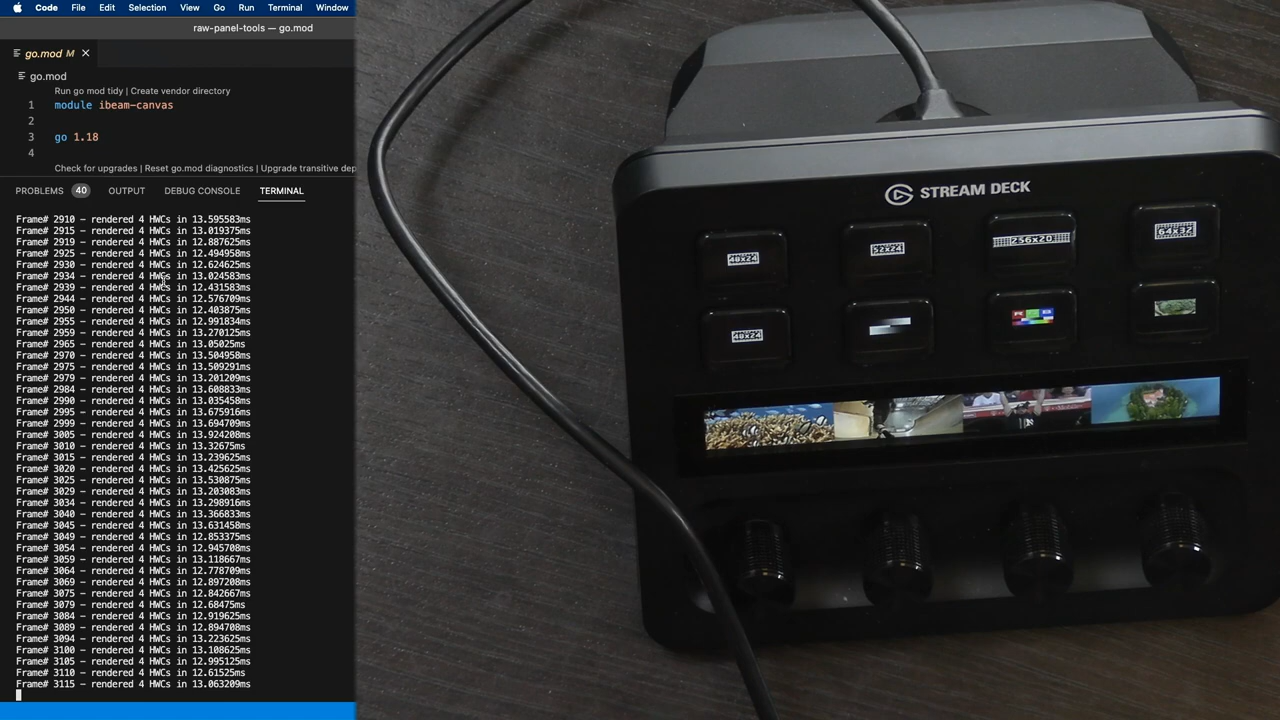 Code File Edit Selection View Go Run Terminal Window
raw-panel-tools — go.mod
go.mod M
go.mod
Run go mod tidy | Create vendor directory
1 module ibeam-canvas
2
3 go 1.18
4
Check for upgrades | Reset go.mod diagnostics | Upgrade transitive dep
PROBLEMS 40 OUTPUT DEBUG CONSOLE TERMINAL
Frame# 2910 - rendered 4 HWCs in 13.595583ms
Frame# 2915 - rendered 4 HWCs in 13.019375ms
Frame# 2919 - rendered 4 HWCs in 12.887625ms
Frame# 2925 - rendered 4 HWCs in 12.494958ms
Frame# 2930 - rendered 4 HWCs in 12.624625ms
Frame# 2934 - rendered 4 HWCs in 13.024583ms
Frame# 2939 - rendered 4 HWCs in 12.431583ms
Frame# 2944 - rendered 4 HWCs in 12.576709ms
Frame# 2950 - rendered 4 HWCs in 12.403875ms
Frame# 2955 - rendered 4 HWCs in 12.991834ms
Frame# 2959 - rendered 4 HWCs in 13.270125ms
Frame# 2965 - rendered 4 HWCs in 13.05025ms
Frame# 2970 - rendered 4 HWCs in 13.504958ms
Frame# 2975 - rendered 4 HWCs in 13.509291ms
Frame# 2979 - rendered 4 HWCs in 13.201209ms
Frame# 2984 - rendered 4 HWCs in 13.608833ms
Frame# 2990 - rendered 4 HWCs in 13.035458ms
Frame# 2995 - rendered 4 HWCs in 13.675916ms
Frame# 2999 - rendered 4 HWCs in 13.694709ms
Frame# 3005 - rendered 4 HWCs in 13.924208ms
Frame# 3010 - rendered 4 HWCs in 13.32675ms
Frame# 3015 - rendered 4 HWCs in 13.239625ms
Frame# 3020 - rendered 4 HWCs in 13.425625ms
Frame# 3025 - rendered 4 HWCs in 13.530875ms
Frame# 3029 - rendered 4 HWCs in 13.203083ms
Frame# 3034 - rendered 4 HWCs in 13.298916ms
Frame# 3040 - rendered 4 HWCs in 13.366833ms
Frame# 3045 - rendered 4 HWCs in 13.631458ms
Frame# 3049 - rendered 4 HWCs in 12.853375ms
Frame# 3054 - rendered 4 HWCs in 12.945708ms
Frame# 3059 - rendered 4 HWCs in 13.118667ms
Frame# 3064 - rendered 4 HWCs in 12.778709ms
Frame# 3069 - rendered 4 HWCs in 12.897208ms
Frame# 3075 - rendered 4 HWCs in 12.842667ms
Frame# 3079 - rendered 4 HWCs in 12.68475ms
Frame# 3084 - rendered 4 HWCs in 12.919625ms
Frame# 3089 - rendered 4 HWCs in 12.894708ms
Frame# 3094 - rendered 4 HWCs in 13.223625ms
Frame# 3100 - rendered 4 HWCs in 13.108625ms
Frame# 3105 - rendered 4 HWCs in 12.995125ms
Frame# 3110 - rendered 4 HWCs in 12.61525ms
Frame# 3115 - rendered 4 HWCs in 13.063209ms
STREAM DECK
48x24 52x24 256x20 64x32
48x24 R G B